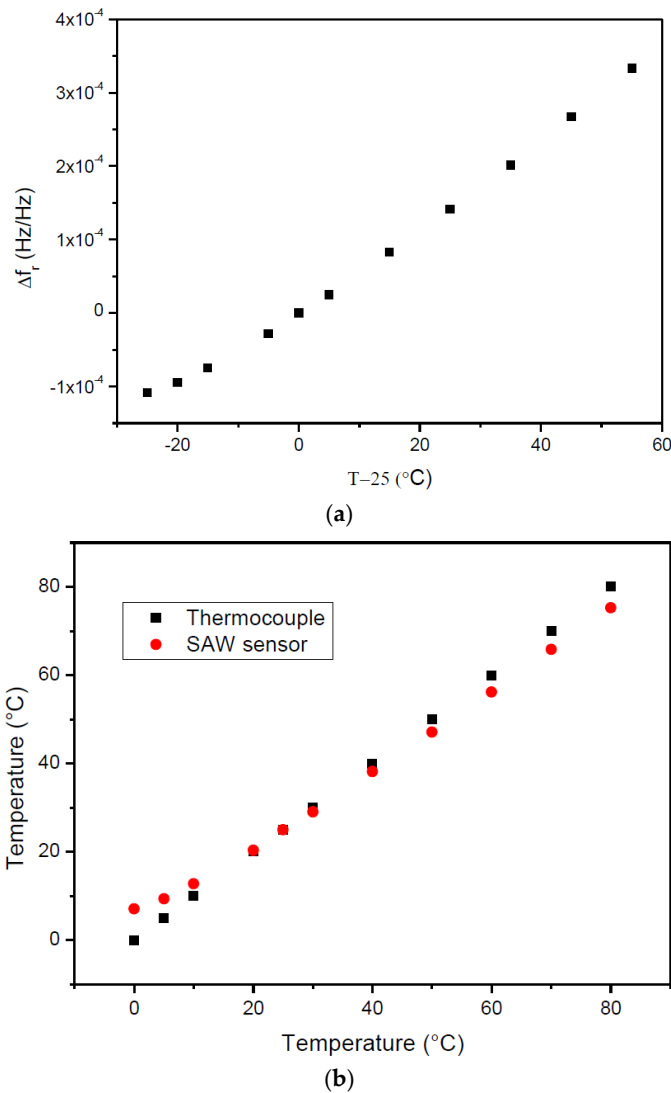 4x10⁻⁴
3x10⁻⁴
2x10⁻⁴
1x10⁻⁴
0
-1x10⁻⁴
Δfᵣ (Hz/Hz)
-20 0 20 40 60
T−25 (°C)
(a)
80
60
40
20
0
Temperature (°C)
Thermocouple
SAW sensor
0 20 40 60 80
Temperature (°C)
(b)